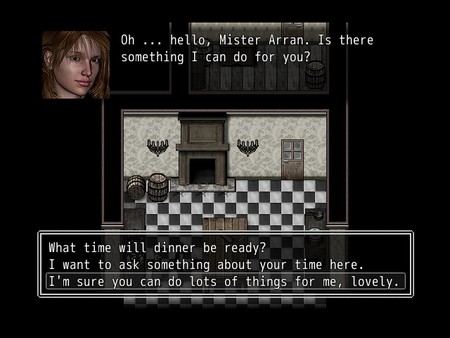 Oh ... hello, Mister Arran. Is there
something I can do for you?
What time will dinner be ready?
I want to ask something about your time here.
I'm sure you can do lots of things for me, lovely.